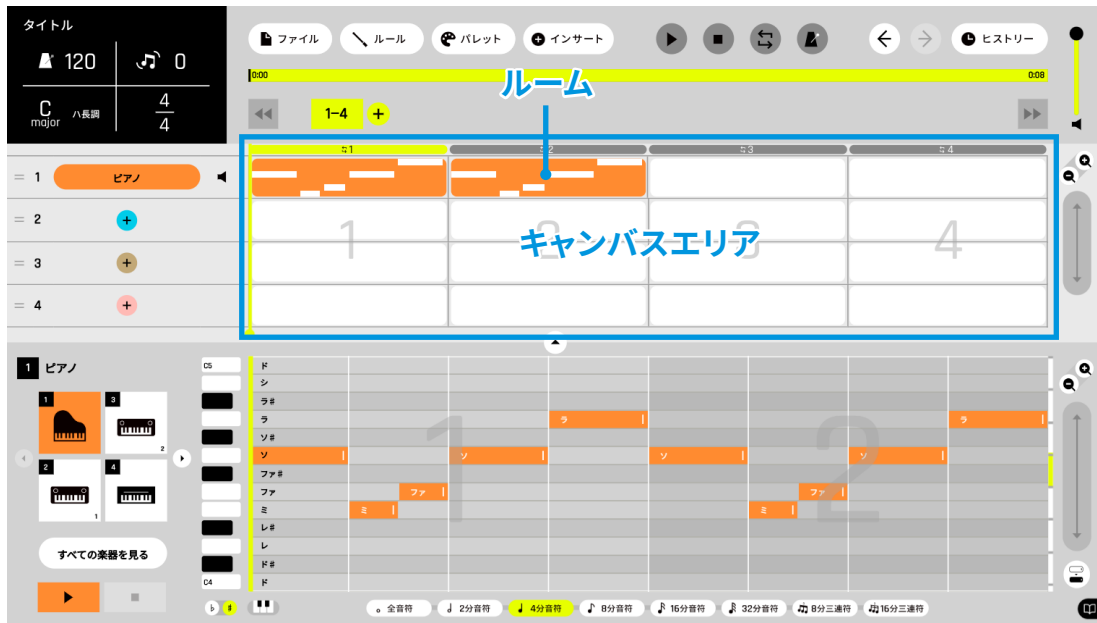 タイトル
120
0
C
major
ハ長調
4
4
ファイル
ルール
パレット
インサート
ヒストリー
0:00
0:08
ルーム
1-4
+
1
2
3
4
= 1 ピアノ
= 2 +
= 3 +
= 4 +
1
2
3
4
キャンバスエリア
1 ピアノ
1
3
2
2
4
1
すべての楽器を見る
C5
C4
ド
シ
ラ#
ラ
ソ#
ソ
ファ#
ファ
ミ
レ#
レ
ド#
ド
1
2
ラ
ラ
ソ
ソ
ソ
ソ
ファ
ファ
ミ
ミ
♭ ♯
全音符
2分音符
4分音符
8分音符
16分音符
32分音符
8分三連符
16分三連符